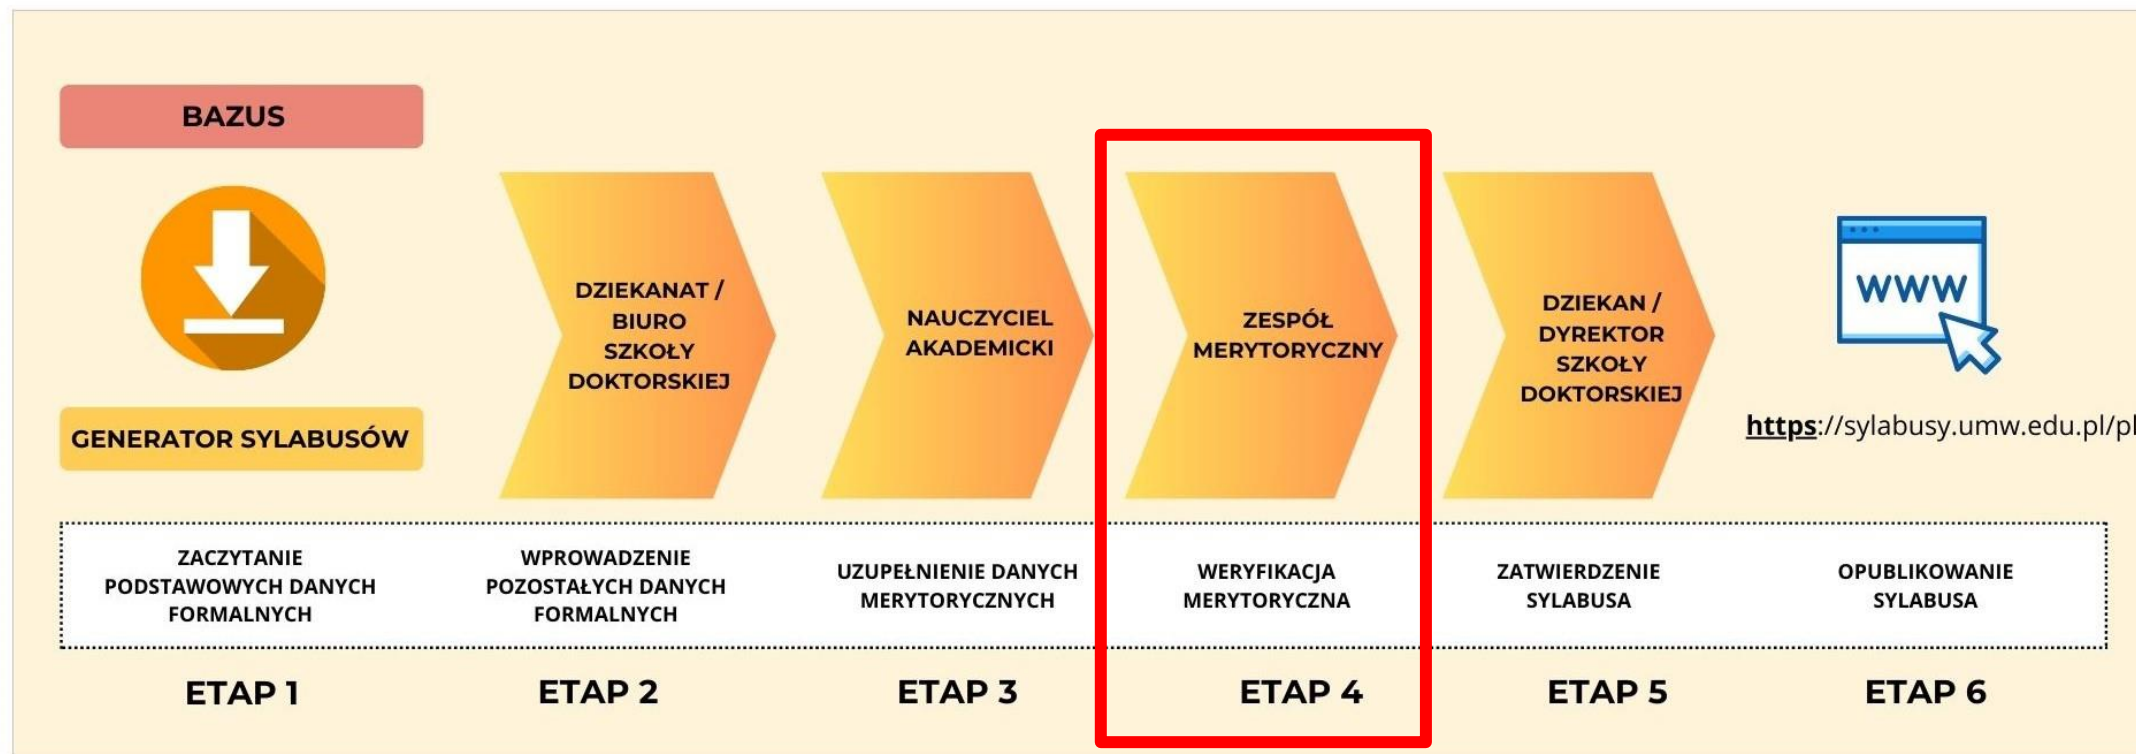 BAZUS
GENERATOR SYLABUSÓW
DZIEKANAT /
BIURO
SZKOŁY
DOKTORSKIEJ
NAUCZYCIEL
AKADEMICKI
ZESPÓŁ
MERYTORYCZNY
DZIEKAN /
DYREKTOR
SZKOŁY
DOKTORSKIEJ
WWW
https://sylabusy.umw.edu.pl/pl
ZACZYTANIE
PODSTAWOWYCH DANYCH
FORMALNYCH
WPROWADZENIE
POZOSTAŁYCH DANYCH
FORMALNYCH
UZUPEŁNIENIE DANYCH
MERYTORYCZNYCH
WERYFIKACJA
MERYTORYCZNA
ZATWIERDZENIE
SYLABUSA
OPUBLIKOWANIE
SYLABUSA
ETAP 1
ETAP 2
ETAP 3
ETAP 4
ETAP 5
ETAP 6